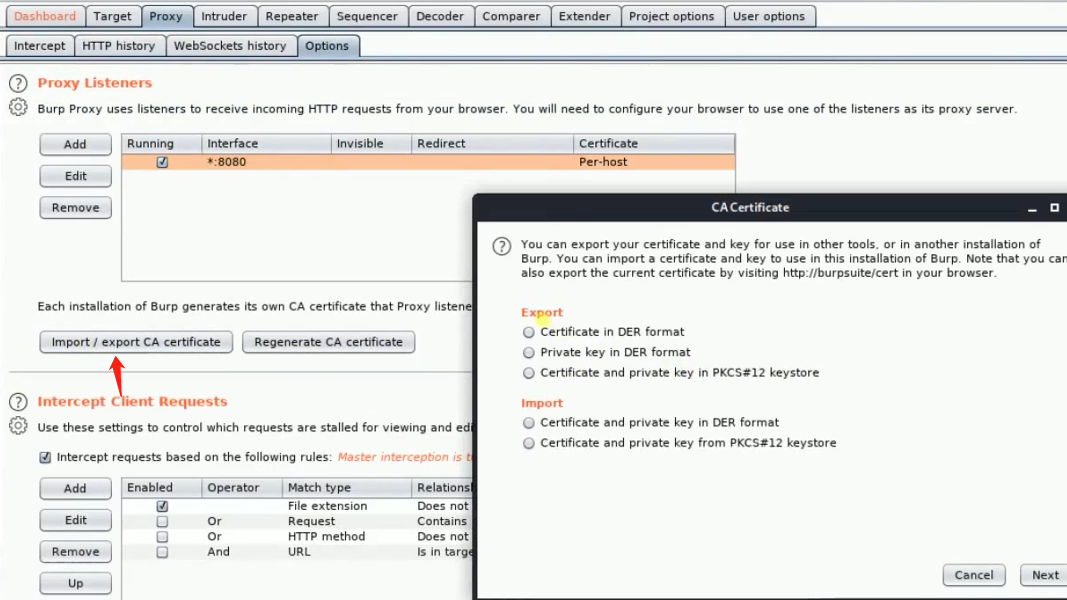 Dashboard Target Proxy Intruder Repeater Sequencer Decoder Comparer Extender Project options User options
Intercept HTTP history WebSockets history Options
? Proxy Listeners
Burp Proxy uses listeners to receive incoming HTTP requests from your browser. You will need to configure your browser to use one of the listeners as its proxy server.
Add Running Interface Invisible Redirect Certificate
*:8080 Per-host
Edit
Remove
Each installation of Burp generates its own CA certificate that Proxy listene
Import / export CA certificate Regenerate CA certificate
? Intercept Client Requests
Use these settings to control which requests are stalled for viewing and edi
Intercept requests based on the following rules: Master interception is t
Add Enabled Operator Match type Relations
File extension Does not
Edit Or Request Contains
Or HTTP method Does not
Remove And URL Is in targe
Up
CA Certificate
? You can export your certificate and key for use in other tools, or in another installation of
Burp. You can import a certificate and key to use in this installation of Burp. Note that you can
also export the current certificate by visiting http://burpsuite/cert in your browser.
Export
Certificate in DER format
Private key in DER format
Certificate and private key in PKCS#12 keystore
Import
Certificate and private key in DER format
Certificate and private key from PKCS#12 keystore
Cancel Next